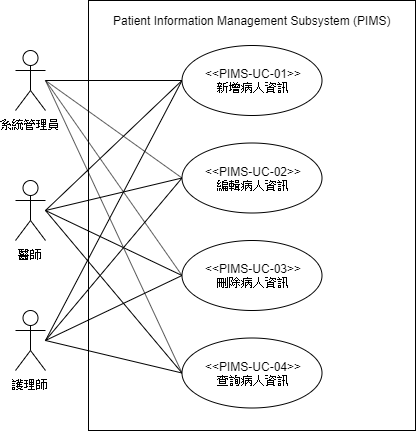 Patient Information Management Subsystem (PIMS)
<<PIMS-UC-01>>
新增病人資訊
系統管理員
<<PIMS-UC-02>>
編輯病人資訊
醫師
<<PIMS-UC-03>>
刪除病人資訊
<<PIMS-UC-04>>
查詢病人資訊
護理師